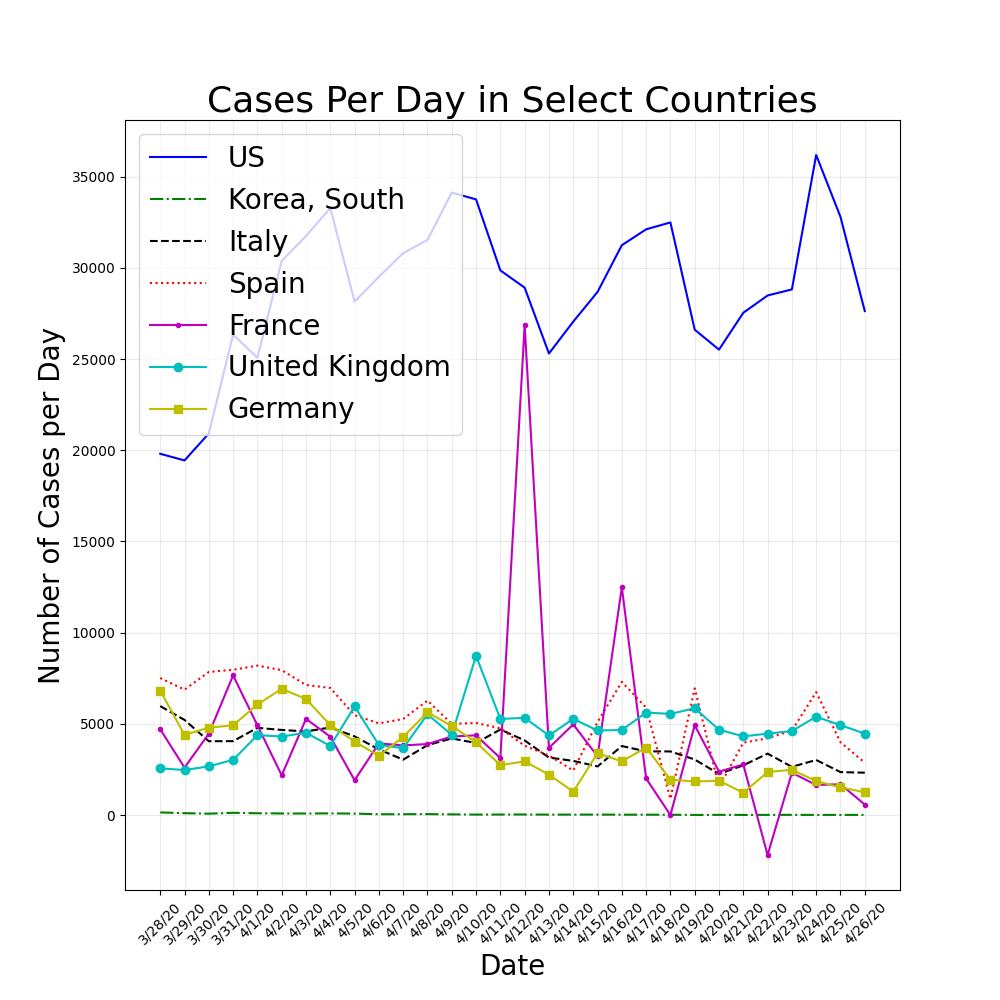 Cases Per Day in Select Countries
US
Korea, South
Italy
Spain
France
United Kingdom
Germany
Number of Cases per Day
35000
30000
25000
20000
15000
10000
5000
0
3/28/20 3/29/20 3/30/20 3/31/20 4/1/20 4/2/20 4/3/20 4/4/20 4/5/20 4/6/20 4/7/20 4/8/20 4/9/20 4/10/20 4/11/20 4/12/20 4/13/20 4/14/20 4/15/20 4/16/20 4/17/20 4/18/20 4/19/20 4/20/20 4/21/20 4/22/20 4/23/20 4/24/20 4/25/20 4/26/20
Date